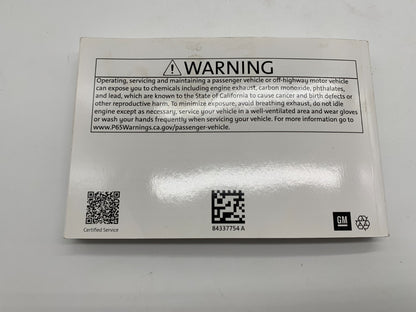 ⚠ WARNING
Operating, servicing and maintaining a passenger vehicle or off-highway motor vehicle
can expose you to chemicals including engine exhaust, carbon monoxide, phthalates,
and lead, which are known to the State of California to cause cancer and birth defects or
other reproductive harm. To minimize exposure, avoid breathing exhaust, do not idle
engine except as necessary, service your vehicle in a well-ventilated area and wear gloves
or wash your hands frequently when servicing your vehicle. For more information go to
www.P65Warnings.ca.gov/passenger-vehicle.
Certified Service
84337754 A
GM